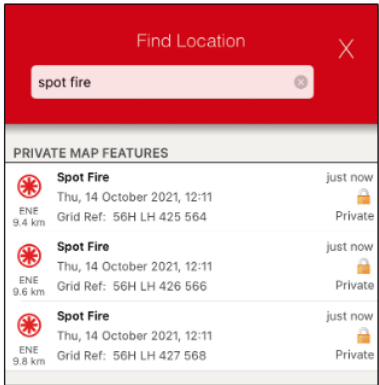 Find Location
X
spot fire
PRIVATE MAP FEATURES
Spot Fire just now
Thu, 14 October 2021, 12:11
ENE
9.4 km
Grid Ref: 56H LH 425 564 Private
Spot Fire just now
Thu, 14 October 2021, 12:11
ENE
9.6 km
Grid Ref: 56H LH 426 566 Private
Spot Fire just now
Thu, 14 October 2021, 12:11
ENE
9.8 km
Grid Ref: 56H LH 427 568 Private